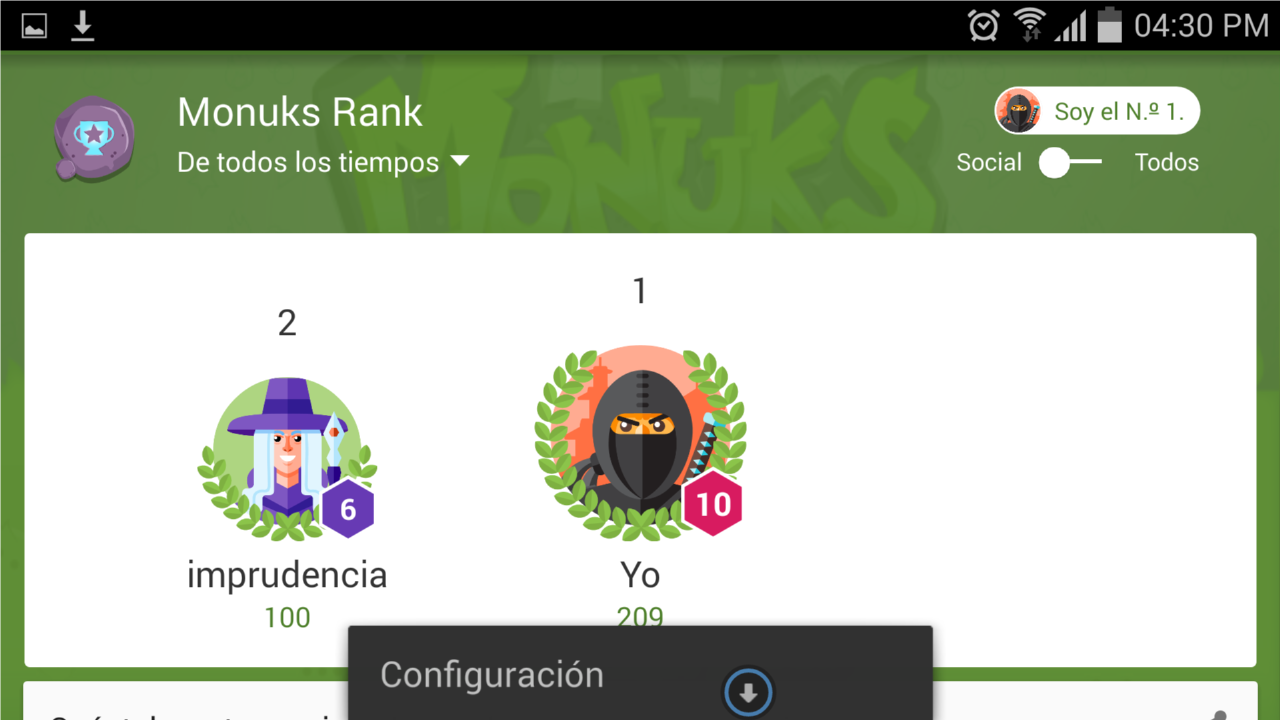 04:30 PM
MONUKS
Monuks Rank
De todos los tiempos
Soy el N.º 1.
Social
Todos
1
2
10
6
imprudencia
Yo
100
209
Configuración